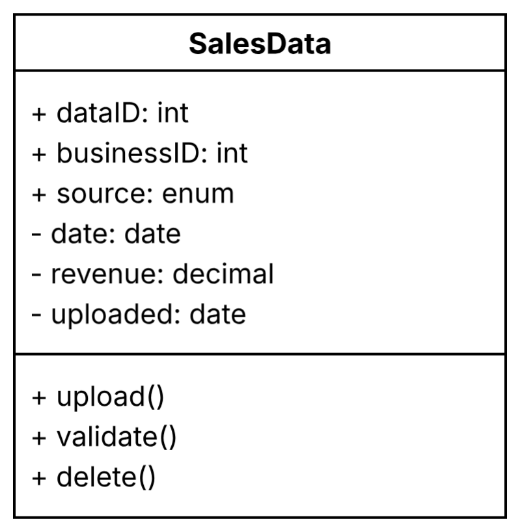 SalesData
+ dataID: int
+ businessID: int
+ source: enum
- date: date
- revenue: decimal
- uploaded: date
+ upload()
+ validate()
+ delete()